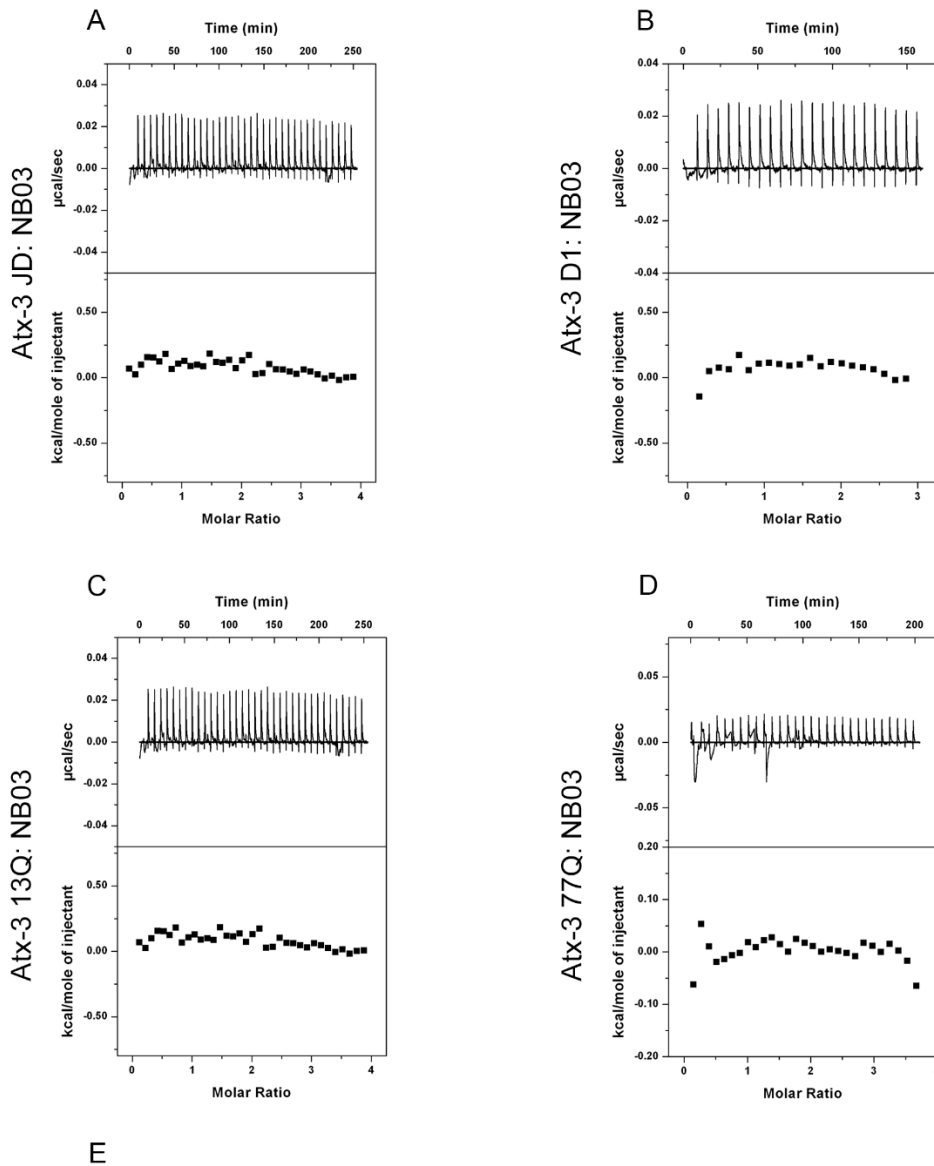 A
Time (min)
0 50 100 150 200 250
0.04
0.02
0.00
-0.02
-0.04
µcal/sec
0.50
0.00
-0.50
kcal/mole of injectant
0 1 2 3 4
Molar Ratio
Atx-3 JD: NB03
B
Time (min)
0 50 100 150
0.04
0.02
0.00
-0.02
-0.04
µcal/sec
0.50
0.00
-0.50
kcal/mole of injectant
0 1 2 3
Molar Ratio
Atx-3 D1: NB03
C
Time (min)
0 50 100 150 200 250
0.04
0.02
0.00
-0.02
-0.04
µcal/sec
0.50
0.00
-0.50
kcal/mole of injectant
0 1 2 3 4
Molar Ratio
Atx-3 13Q: NB03
D
Time (min)
0 50 100 150 200
0.05
0.00
-0.05
µcal/sec
0.20
0.10
0.00
-0.10
-0.20
kcal/mole of injectant
0 1 2 3
Molar Ratio
Atx-3 77Q: NB03
E